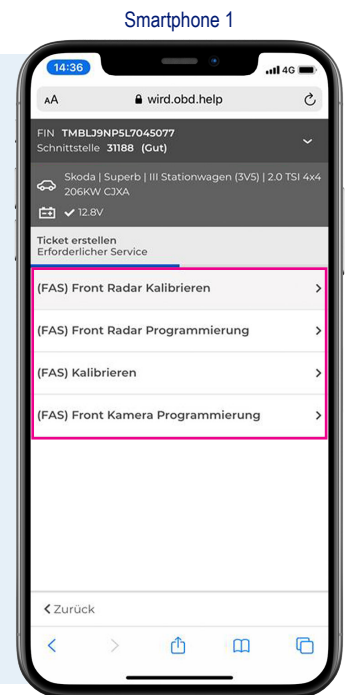 Smartphone 1
14:36
4G
AA
wird.obd.help
FIN TMBLJ9NP5L7045077
Schnittstelle 31188 (Gut)
Skoda | Superb | III Stationwagen (3V5) | 2.0 TSI 4x4
206KW CJXA
12.8V
Ticket erstellen
Erforderlicher Service
(FAS) Front Radar Kalibrieren
(FAS) Front Radar Programmierung
(FAS) Kalibrieren
(FAS) Front Kamera Programmierung
Zurück